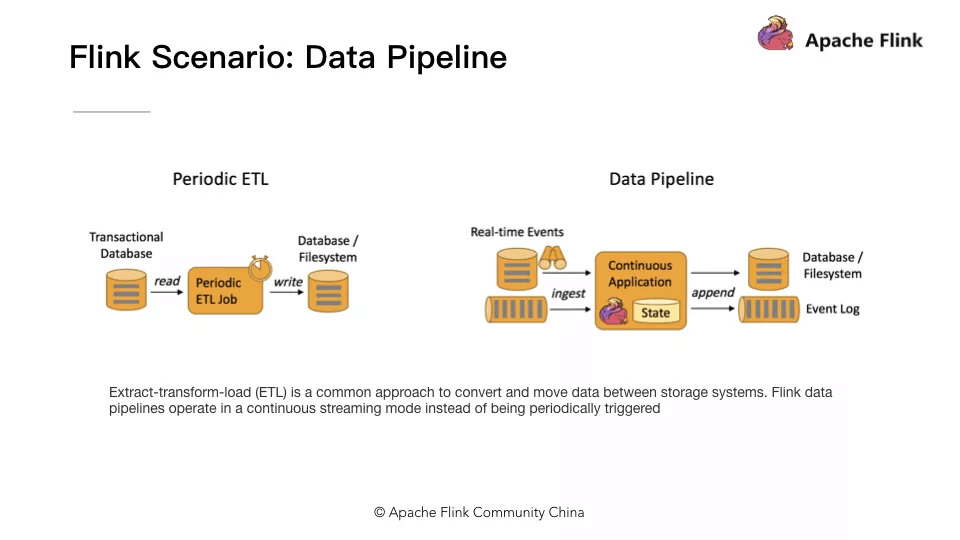 Flink Scenario: Data Pipeline
Apache Flink
Periodic ETL
Transactional
Database
read
Periodic
ETL Job
write
Database /
Filesystem
Data Pipeline
Real-time Events
ingest
Continuous
Application
State
append
Database /
Filesystem
Event Log
Extract-transform-load (ETL) is a common approach to convert and move data between storage systems. Flink data
pipelines operate in a continuous streaming mode instead of being periodically triggered
© Apache Flink Community China